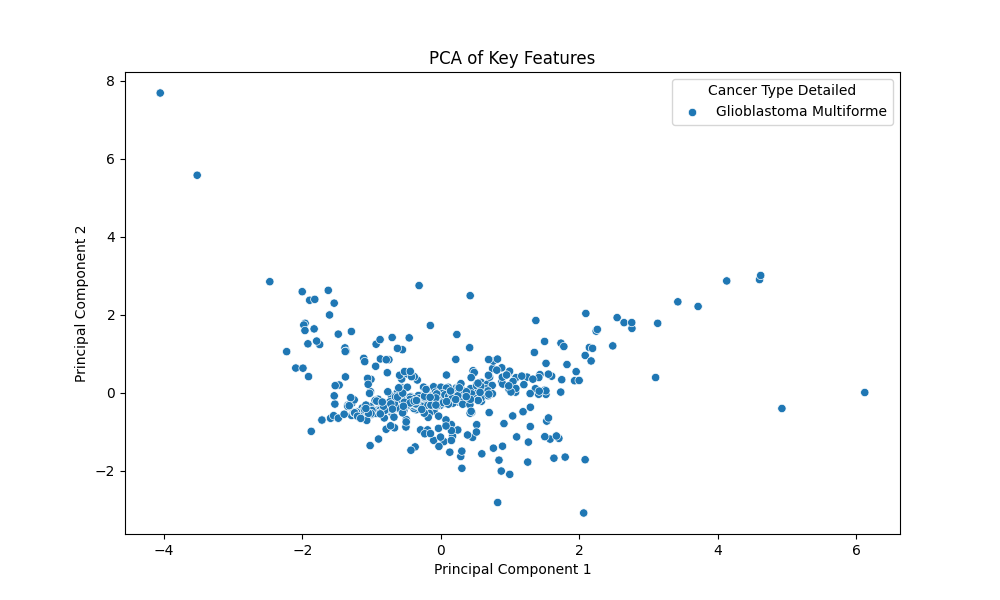 PCA of Key Features
Cancer Type Detailed
Glioblastoma Multiforme
8
6
4
2
0
−2
Principal Component 2
−4
−2
0
2
4
6
Principal Component 1